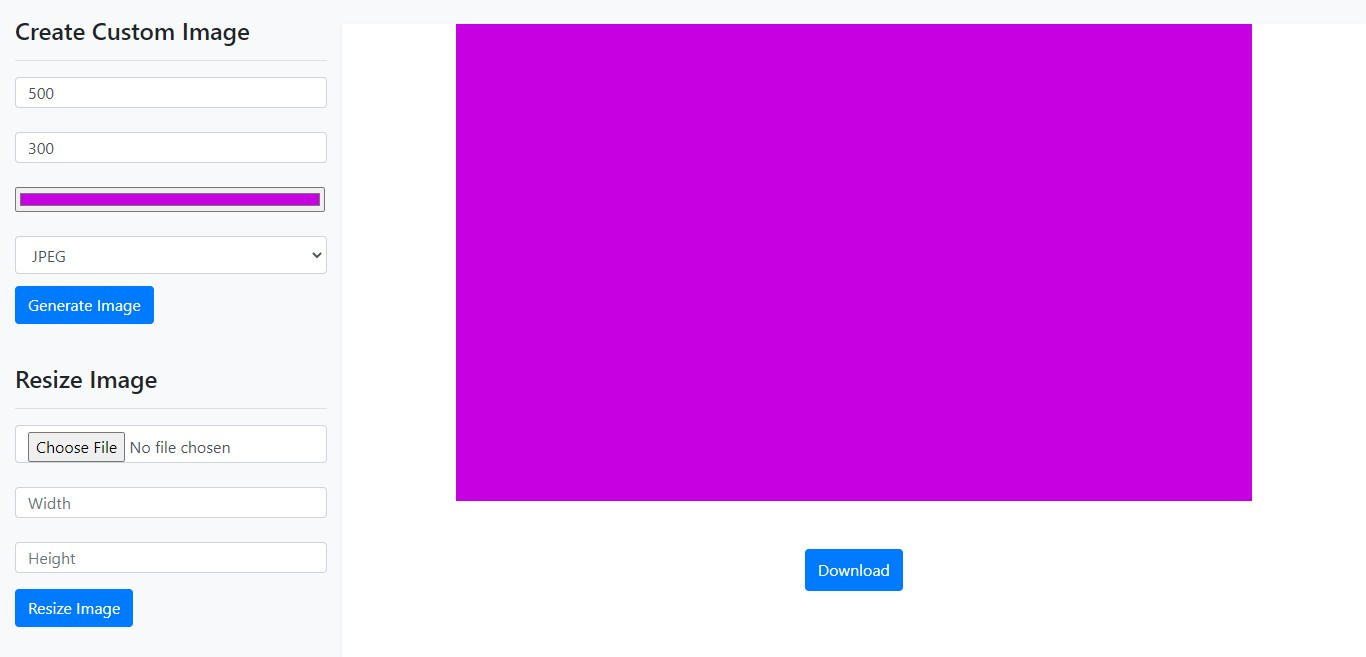 Create Custom Image
500
300
JPEG
Generate Image
Resize Image
Choose File No file chosen
Width
Height
Resize Image
Download